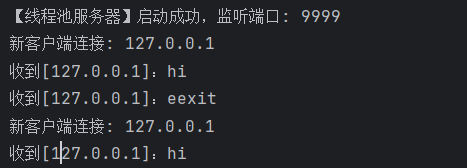 【线程池服务器】启动成功，监听端口: 9999
新客户端连接: 127.0.0.1
收到[127.0.0.1]：hi
收到[127.0.0.1]：eexit
新客户端连接: 127.0.0.1
收到[127.0.0.1]：hi